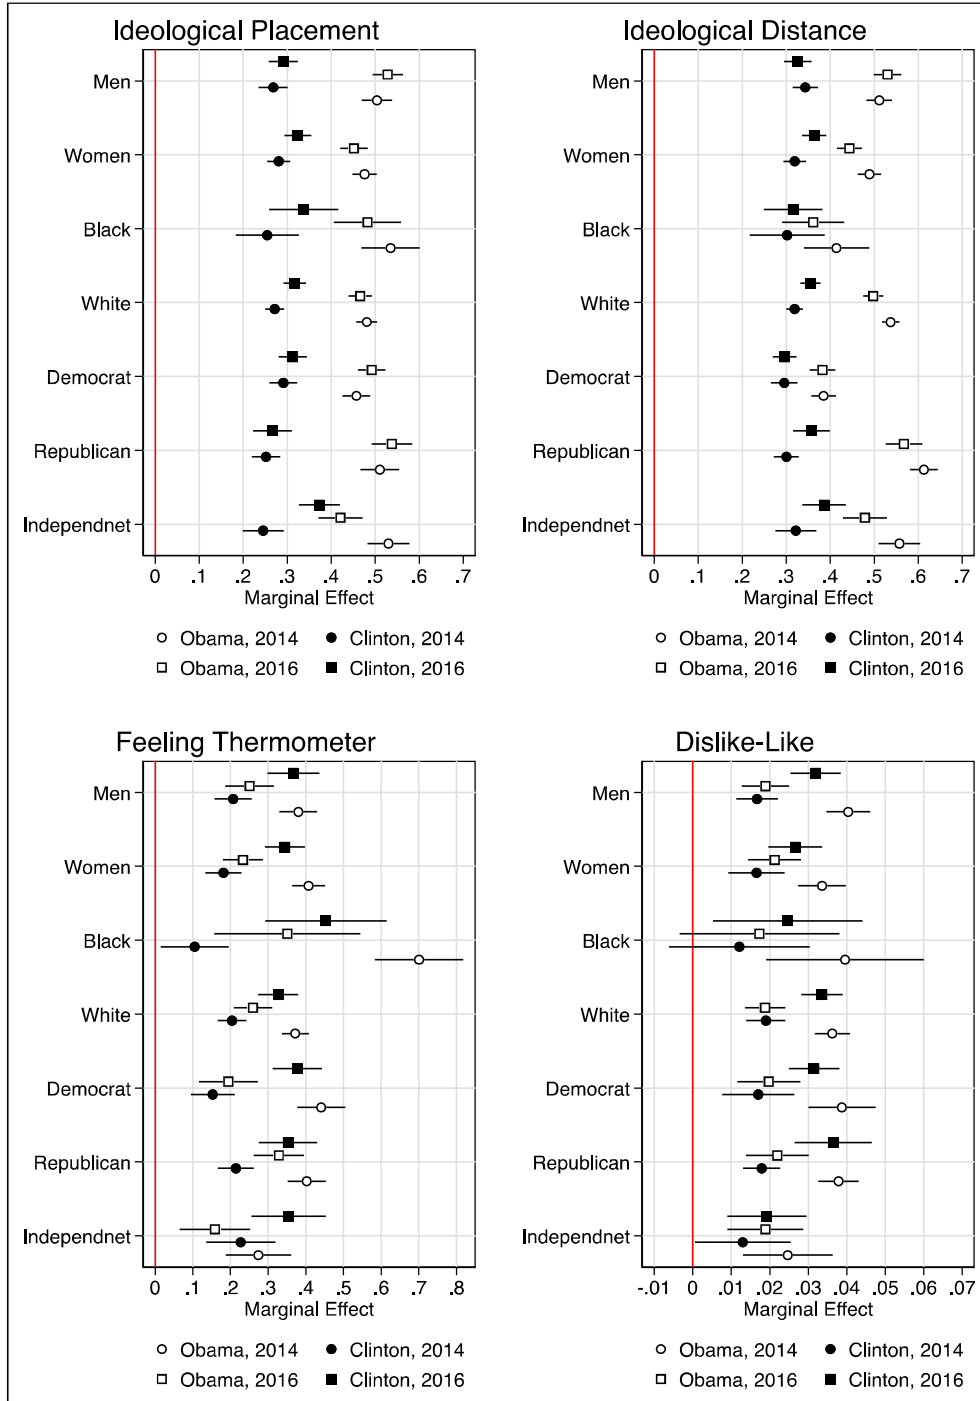 Ideological Placement
Men
Women
Black
White
Democrat
Republican
Independnet
0 .1 .2 .3 .4 .5 .6 .7
Marginal Effect
Obama, 2014 Clinton, 2014
Obama, 2016 Clinton, 2016
Ideological Distance
Men
Women
Black
White
Democrat
Republican
Independnet
0 .1 .2 .3 .4 .5 .6 .7
Marginal Effect
Obama, 2014 Clinton, 2014
Obama, 2016 Clinton, 2016
Feeling Thermometer
Men
Women
Black
White
Democrat
Republican
Independnet
0 .1 .2 .3 .4 .5 .6 .7 .8
Marginal Effect
Obama, 2014 Clinton, 2014
Obama, 2016 Clinton, 2016
Dislike-Like
Men
Women
Black
White
Democrat
Republican
Independnet
-.01 0 .01 .02 .03 .04 .05 .06 .07
Marginal Effect
Obama, 2014 Clinton, 2014
Obama, 2016 Clinton, 2016